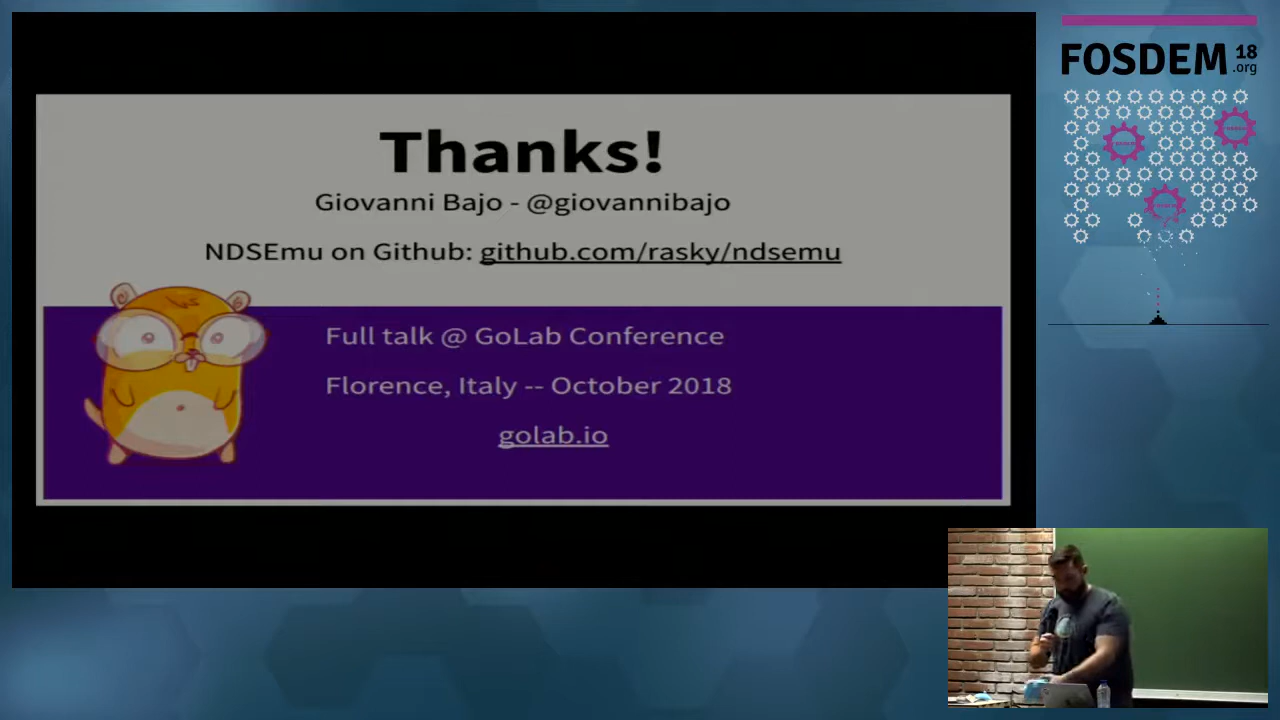 Thanks!
Giovanni Bajo - @giovannibajo
NDSEmu on Github: github.com/rasky/ndsemu
Full talk @ GoLab Conference
Florence, Italy -- October 2018
golab.io
FOSDEM 18
.org